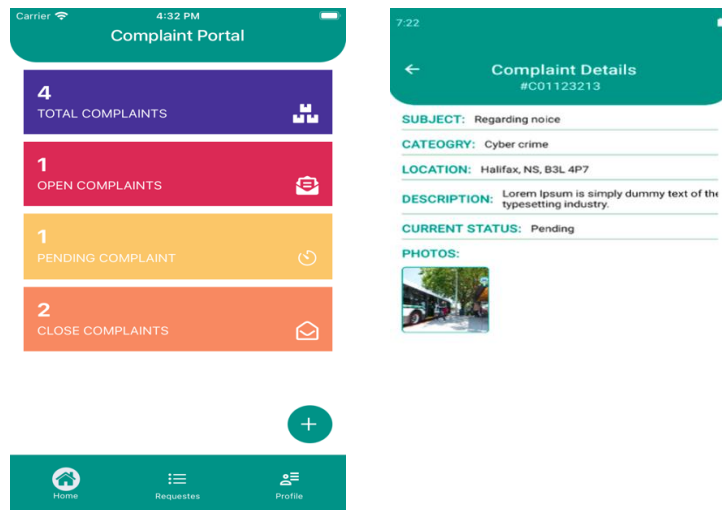 Carrier 4:32 PM
Complaint Portal
4
TOTAL COMPLAINTS
1
OPEN COMPLAINTS
1
PENDING COMPLAINT
2
CLOSE COMPLAINTS
+
Home Requestes Profile
7:22
Complaint Details
#C01123213
SUBJECT: Regarding noice
CATEOGRY: Cyber crime
LOCATION: Halifax, NS, B3L 4P7
DESCRIPTION: Lorem Ipsum is simply dummy text of the
typesetting industry.
CURRENT STATUS: Pending
PHOTOS: